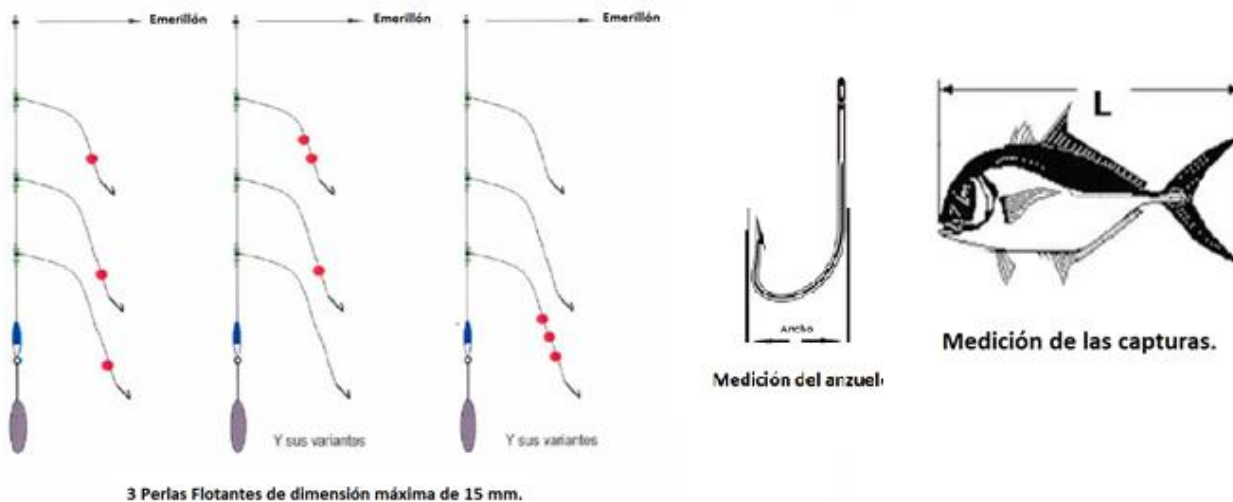 Emerillón
Emerillón
Emerillón
L
Ancho
Medición del anzuel
Medición de las capturas.
Y sus variantes
Y sus variantes
3 Perlas Flotantes de dimensión máxima de 15 mm.